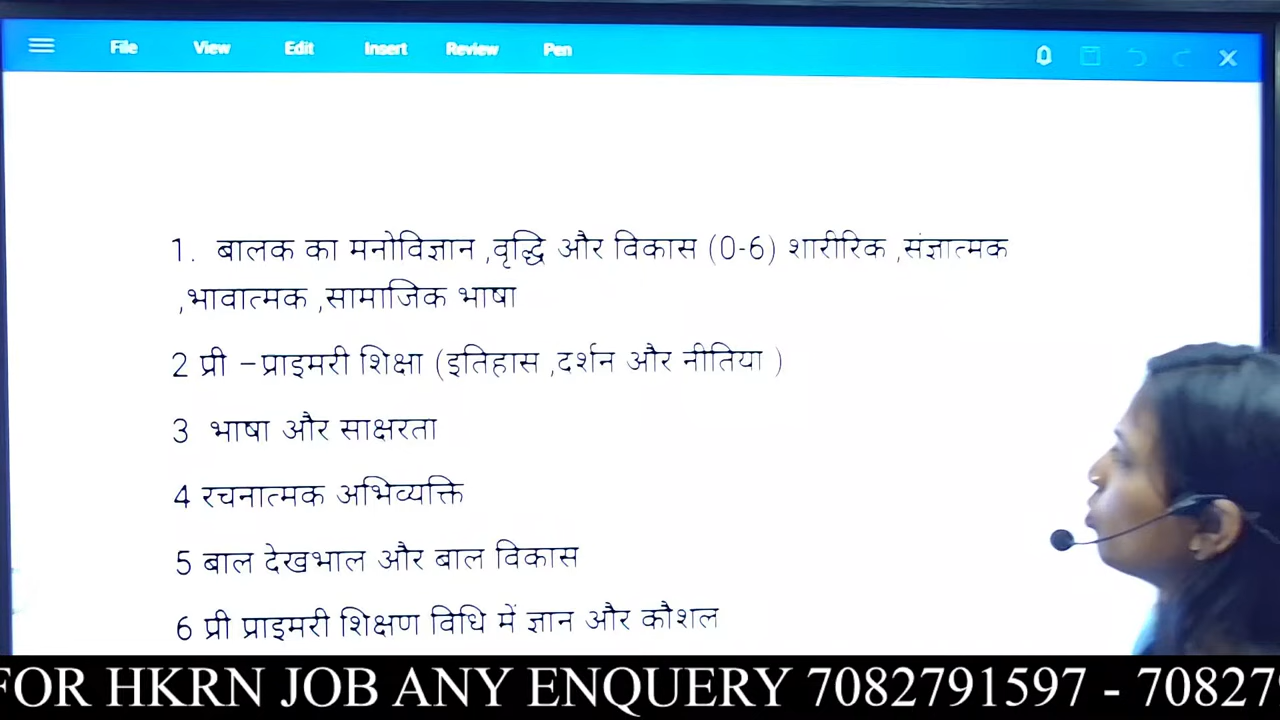 File View Edit Insert Review Pen
1. बालक का मनोविज्ञान ,वृद्धि और विकास (0-6) शारीरिक ,संज्ञात्मक
,भावात्मक ,सामाजिक भाषा
2 प्री –प्राइमरी शिक्षा (इतिहास ,दर्शन और नीतिया )
3 भाषा और साक्षरता
4 रचनात्मक अभिव्यक्ति
5 बाल देखभाल और बाल विकास
6 प्री प्राइमरी शिक्षण विधि में ज्ञान और कौशल
FOR HKRN JOB ANY ENQUERY 7082791597 - 708279